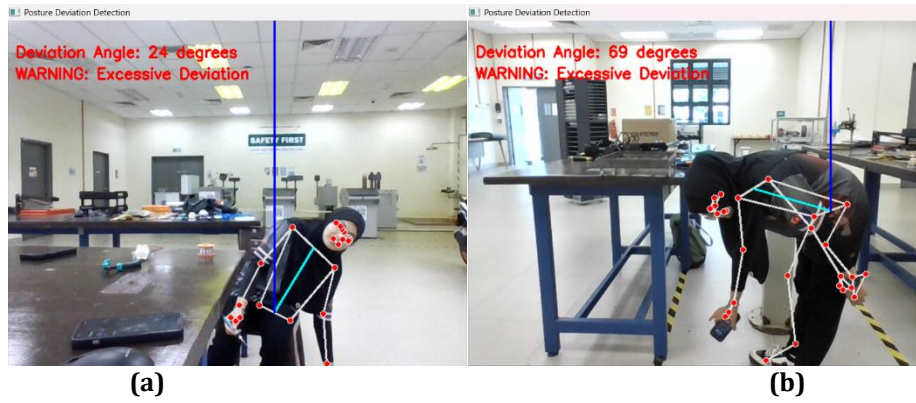 Posture Deviation Detection
Deviation Angle: 24 degrees
WARNING: Excessive Deviation
SAFETY FIRST
Posture Deviation Detection
Deviation Angle: 69 degrees
WARNING: Excessive Deviation
(a)
(b)